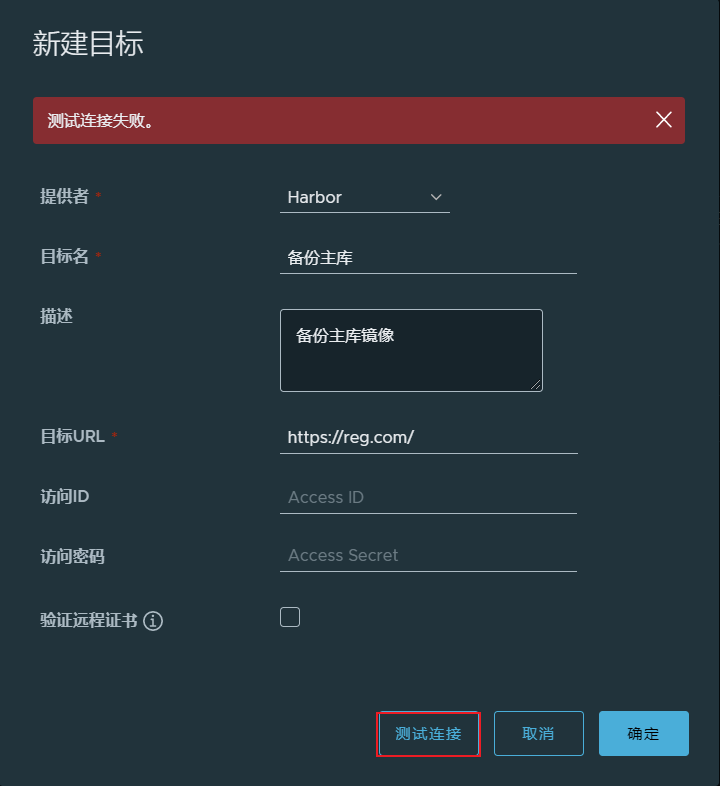 新建目标
测试连接失败。
提供者 *
Harbor
目标名 *
备份主库
描述
备份主库镜像
目标URL *
https://reg.com/
访问ID
Access ID
访问密码
Access Secret
验证远程证书
测试连接
取消
确定